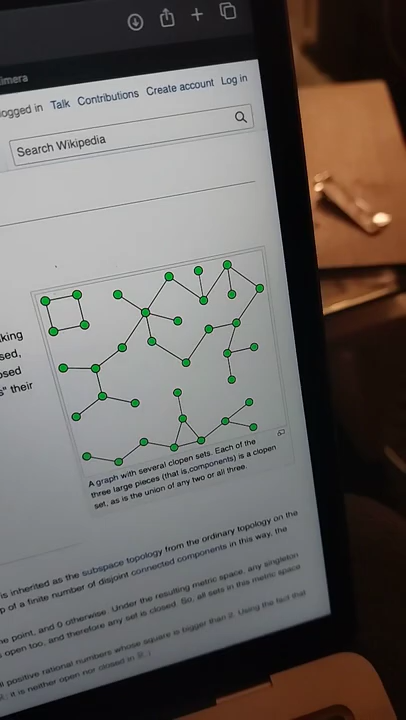 imera
logged in Talk Contributions Create account Log in
Search Wikipedia
king
sed,
osed
s" their
A graph with several clopen sets. Each of the
three large pieces (that is,components) is a clopen
set, as is the union of any two or all three.
is inherited as the subspace topology from the ordinary topology on the
p of a finite number of disjoint connected components in this way, the
ne point, and 0 otherwise. Under the resulting metric space, any singleton
open too, and therefore any set is closed. So, all sets in this metric space
ll positive rational numbers whose square is bigger than 2. Using the fact that
it is neither open nor closed in